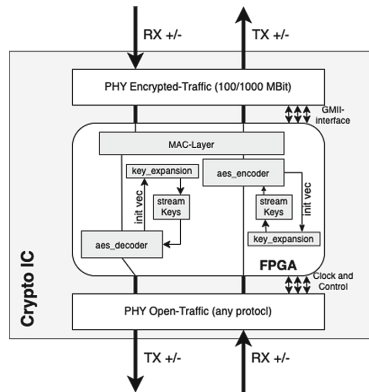 RX +/-
TX +/-
PHY Encrypted-Traffic (100/1000 MBit)
GMII-
interface
MAC-Layer
key_expansion
aes_encoder
init vec
stream
Keys
stream
Keys
init vec
aes_decoder
key_expansion
FPGA
Clock and
Control
Crypto IC
PHY Open-Traffic (any protocl)
TX +/-
RX +/-